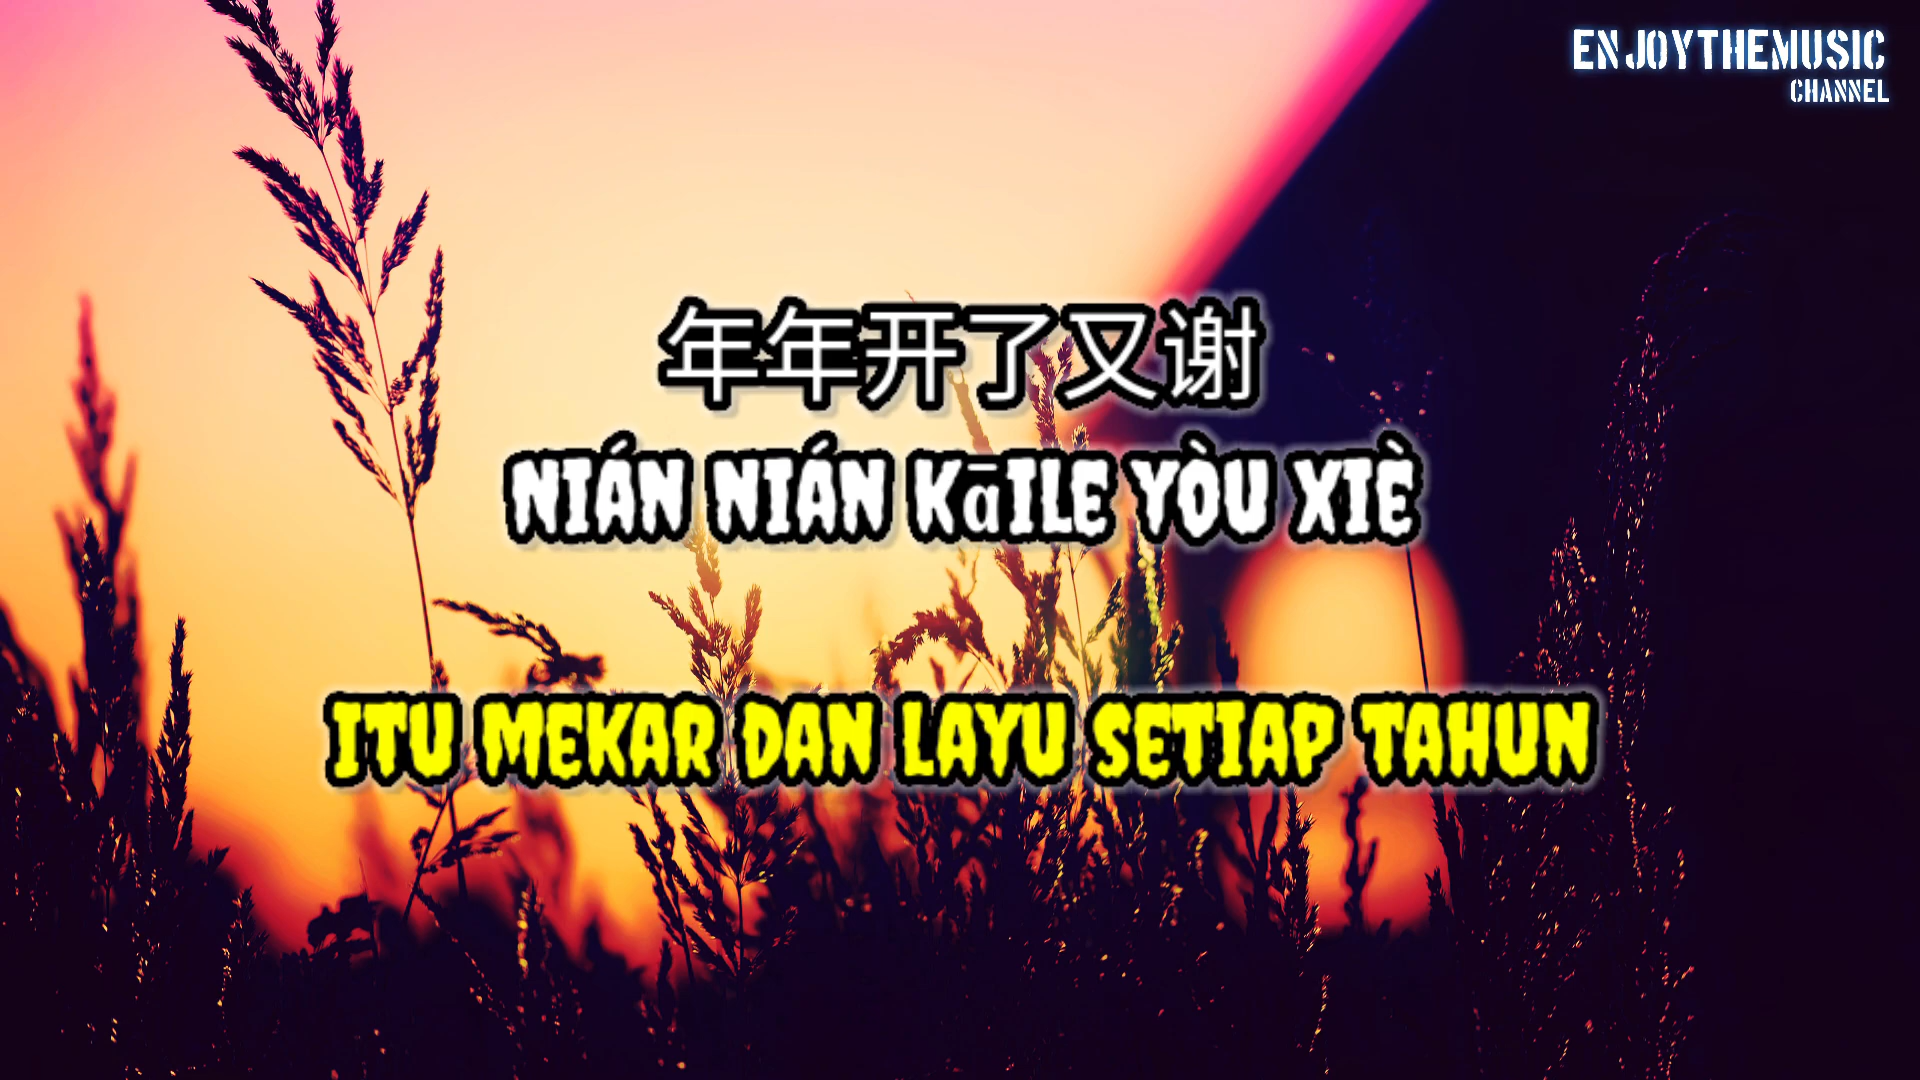 ENJOYTHEMUSIC
CHANNEL
年年开了又谢
NIÁN NIÁN KāILE YÒU XIÈ
ITU MEKAR DAN LAYU SETIAP TAHUN